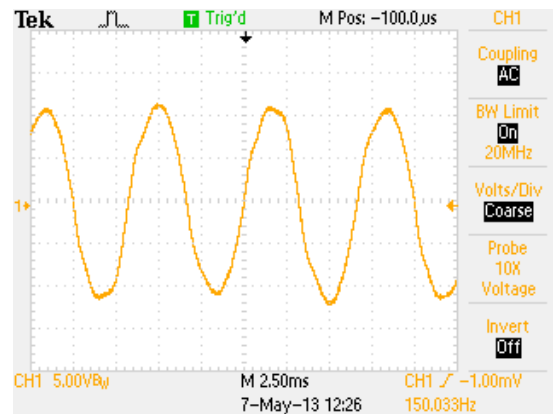 Tek T Trig'd M Pos: -100.0µs CH1
Coupling
AC
BW Limit
On
20MHz
1
Volts/Div
Coarse
Probe
10X
Voltage
Invert
Off
CH1 5.00VBW M 2.50ms CH1 -1.00mV
7-May-13 12:26 150.033Hz